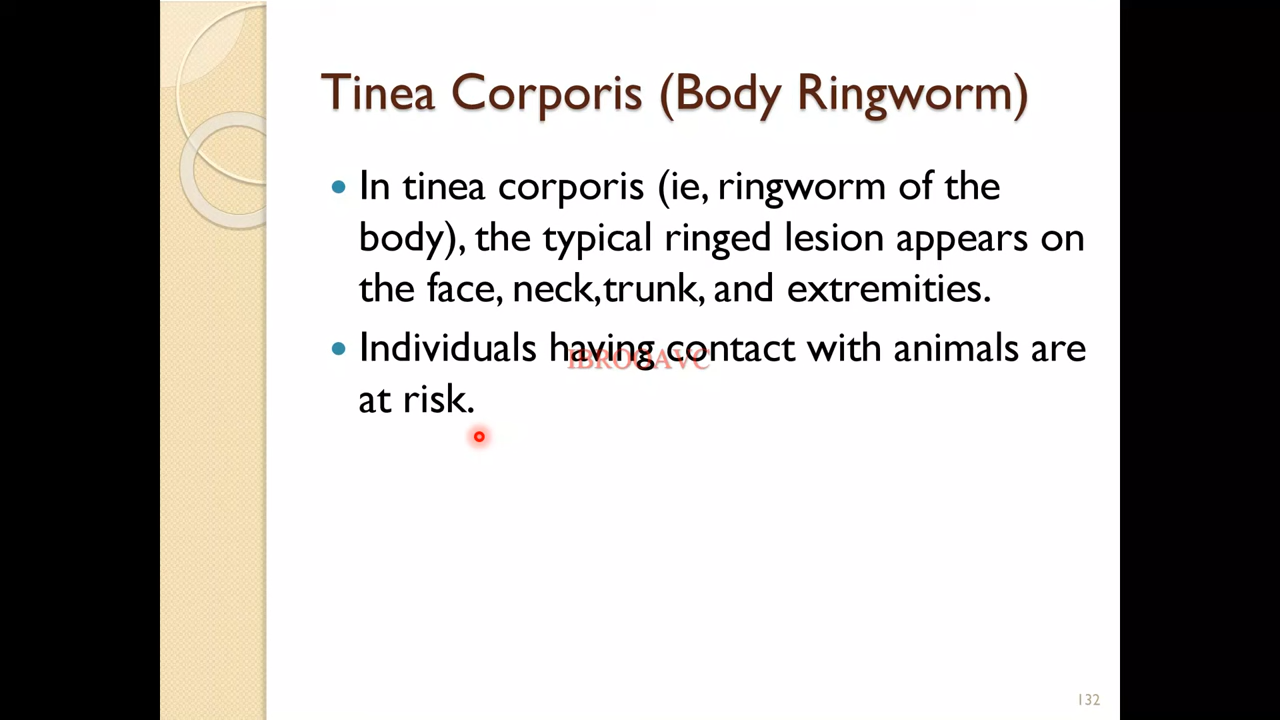 Tinea Corporis (Body Ringworm)
• In tinea corporis (ie, ringworm of the
body), the typical ringed lesion appears on
the face, neck,trunk, and extremities.
• Individuals having contact with animals are
at risk.
132